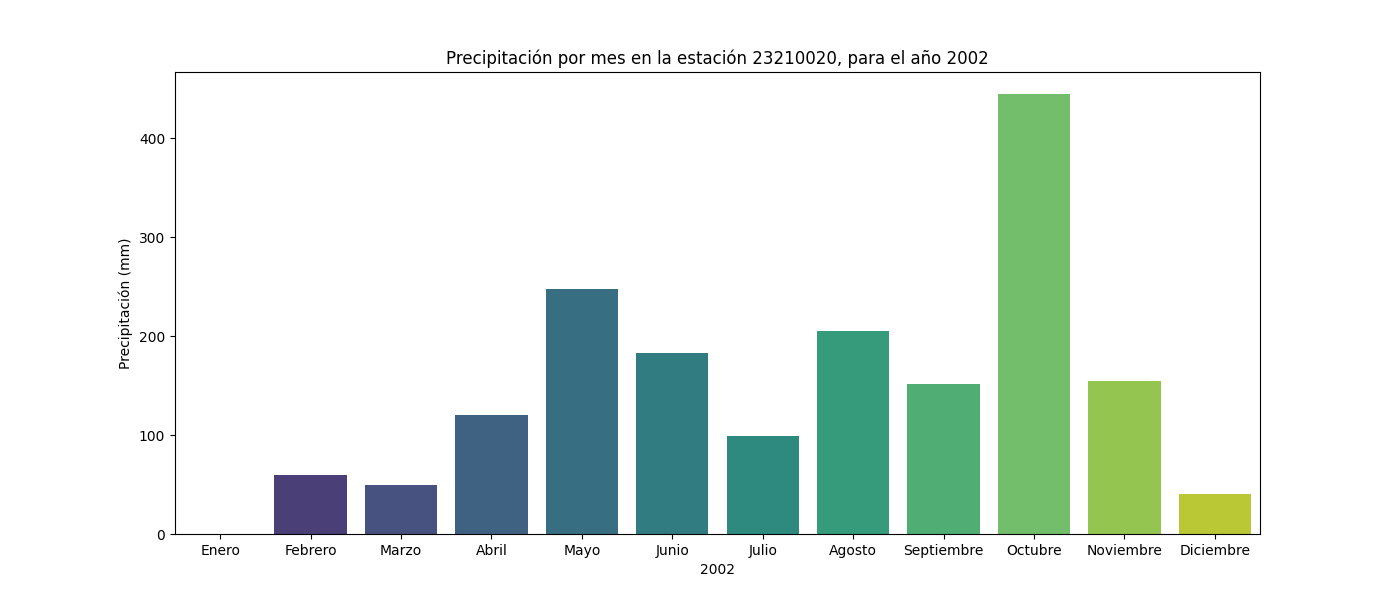 Precipitación por mes en la estación 23210020, para el año 2002
Precipitación (mm)
400
300
200
100
0
Enero Febrero Marzo Abril Mayo Junio Julio Agosto Septiembre Octubre Noviembre Diciembre
2002